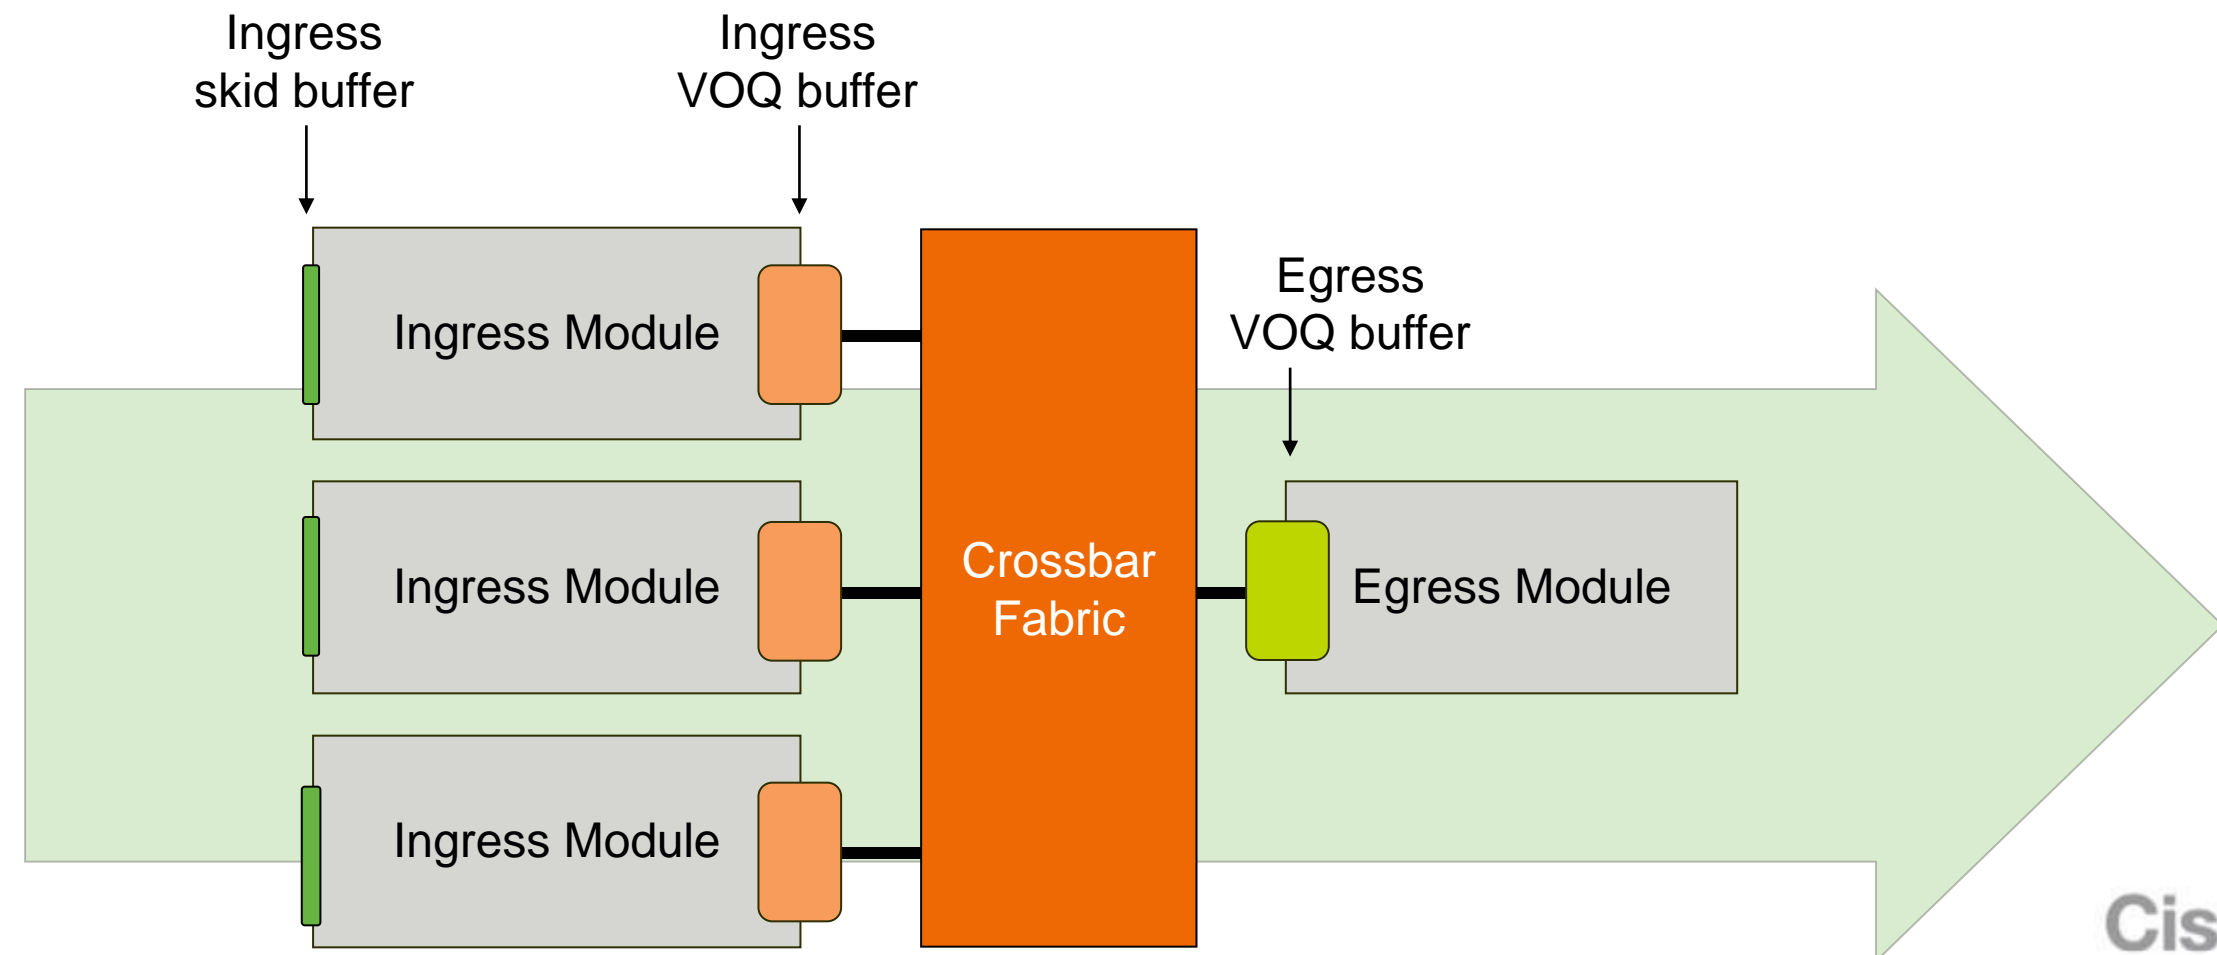 Ingress
skid buffer
Ingress
VOQ buffer
Egress
VOQ buffer
Ingress Module
Ingress Module
Crossbar
Fabric
Egress Module
Ingress Module
Cis